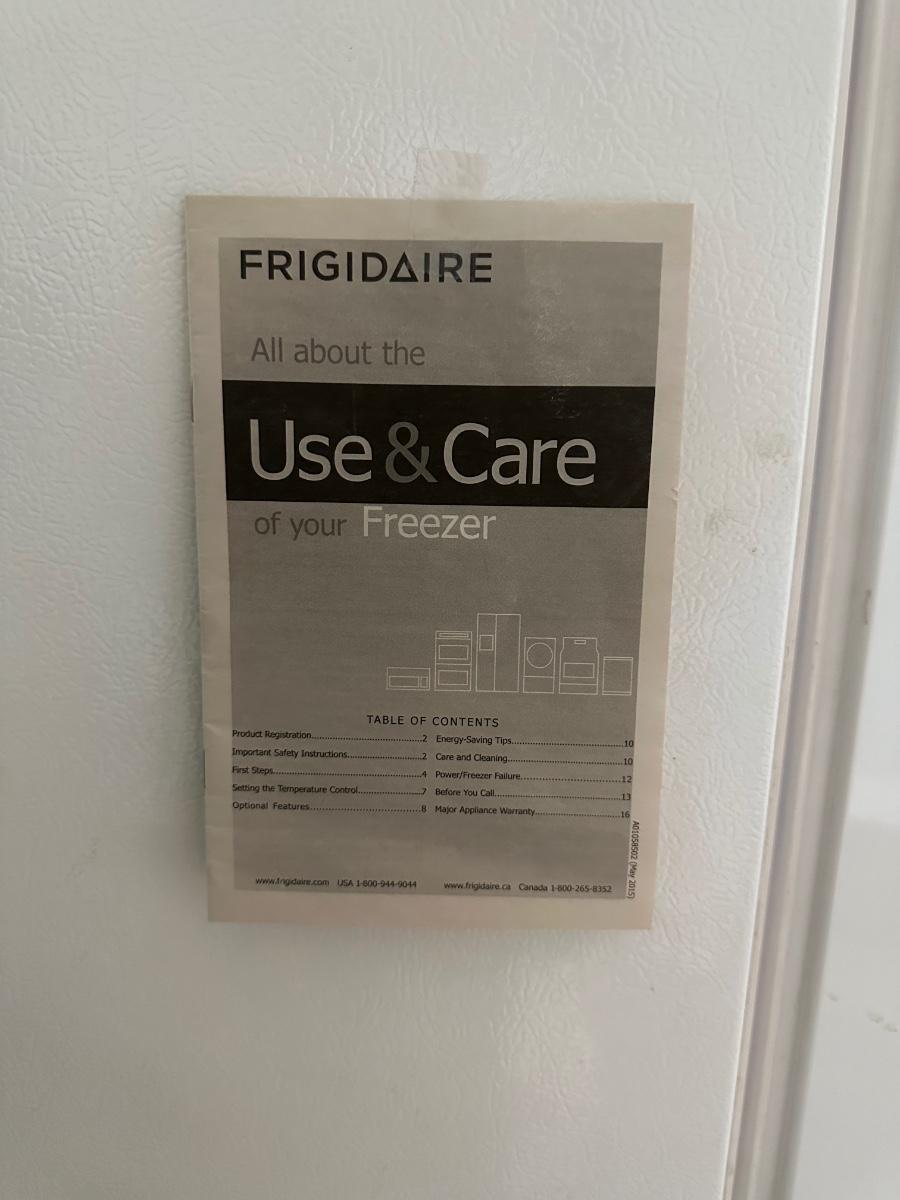 FRIGIDAIRE
All about the
Use & Care
of your Freezer
TABLE OF CONTENTS
Product Registration..........................................2
Important Safety Instructions...........................2
First Steps.......................................................4
Setting the Temperature Control.......................7
Optional Features.............................................8
Energy-Saving Tips..........................................10
Care and Cleaning...........................................10
Power/Freezer Failure......................................12
Before You Call................................................13
Major Appliance Warranty.................................16
www.frigidaire.com USA 1-800-944-9044
www.frigidaire.ca Canada 1-800-265-8352
A01058502 (May 2015)